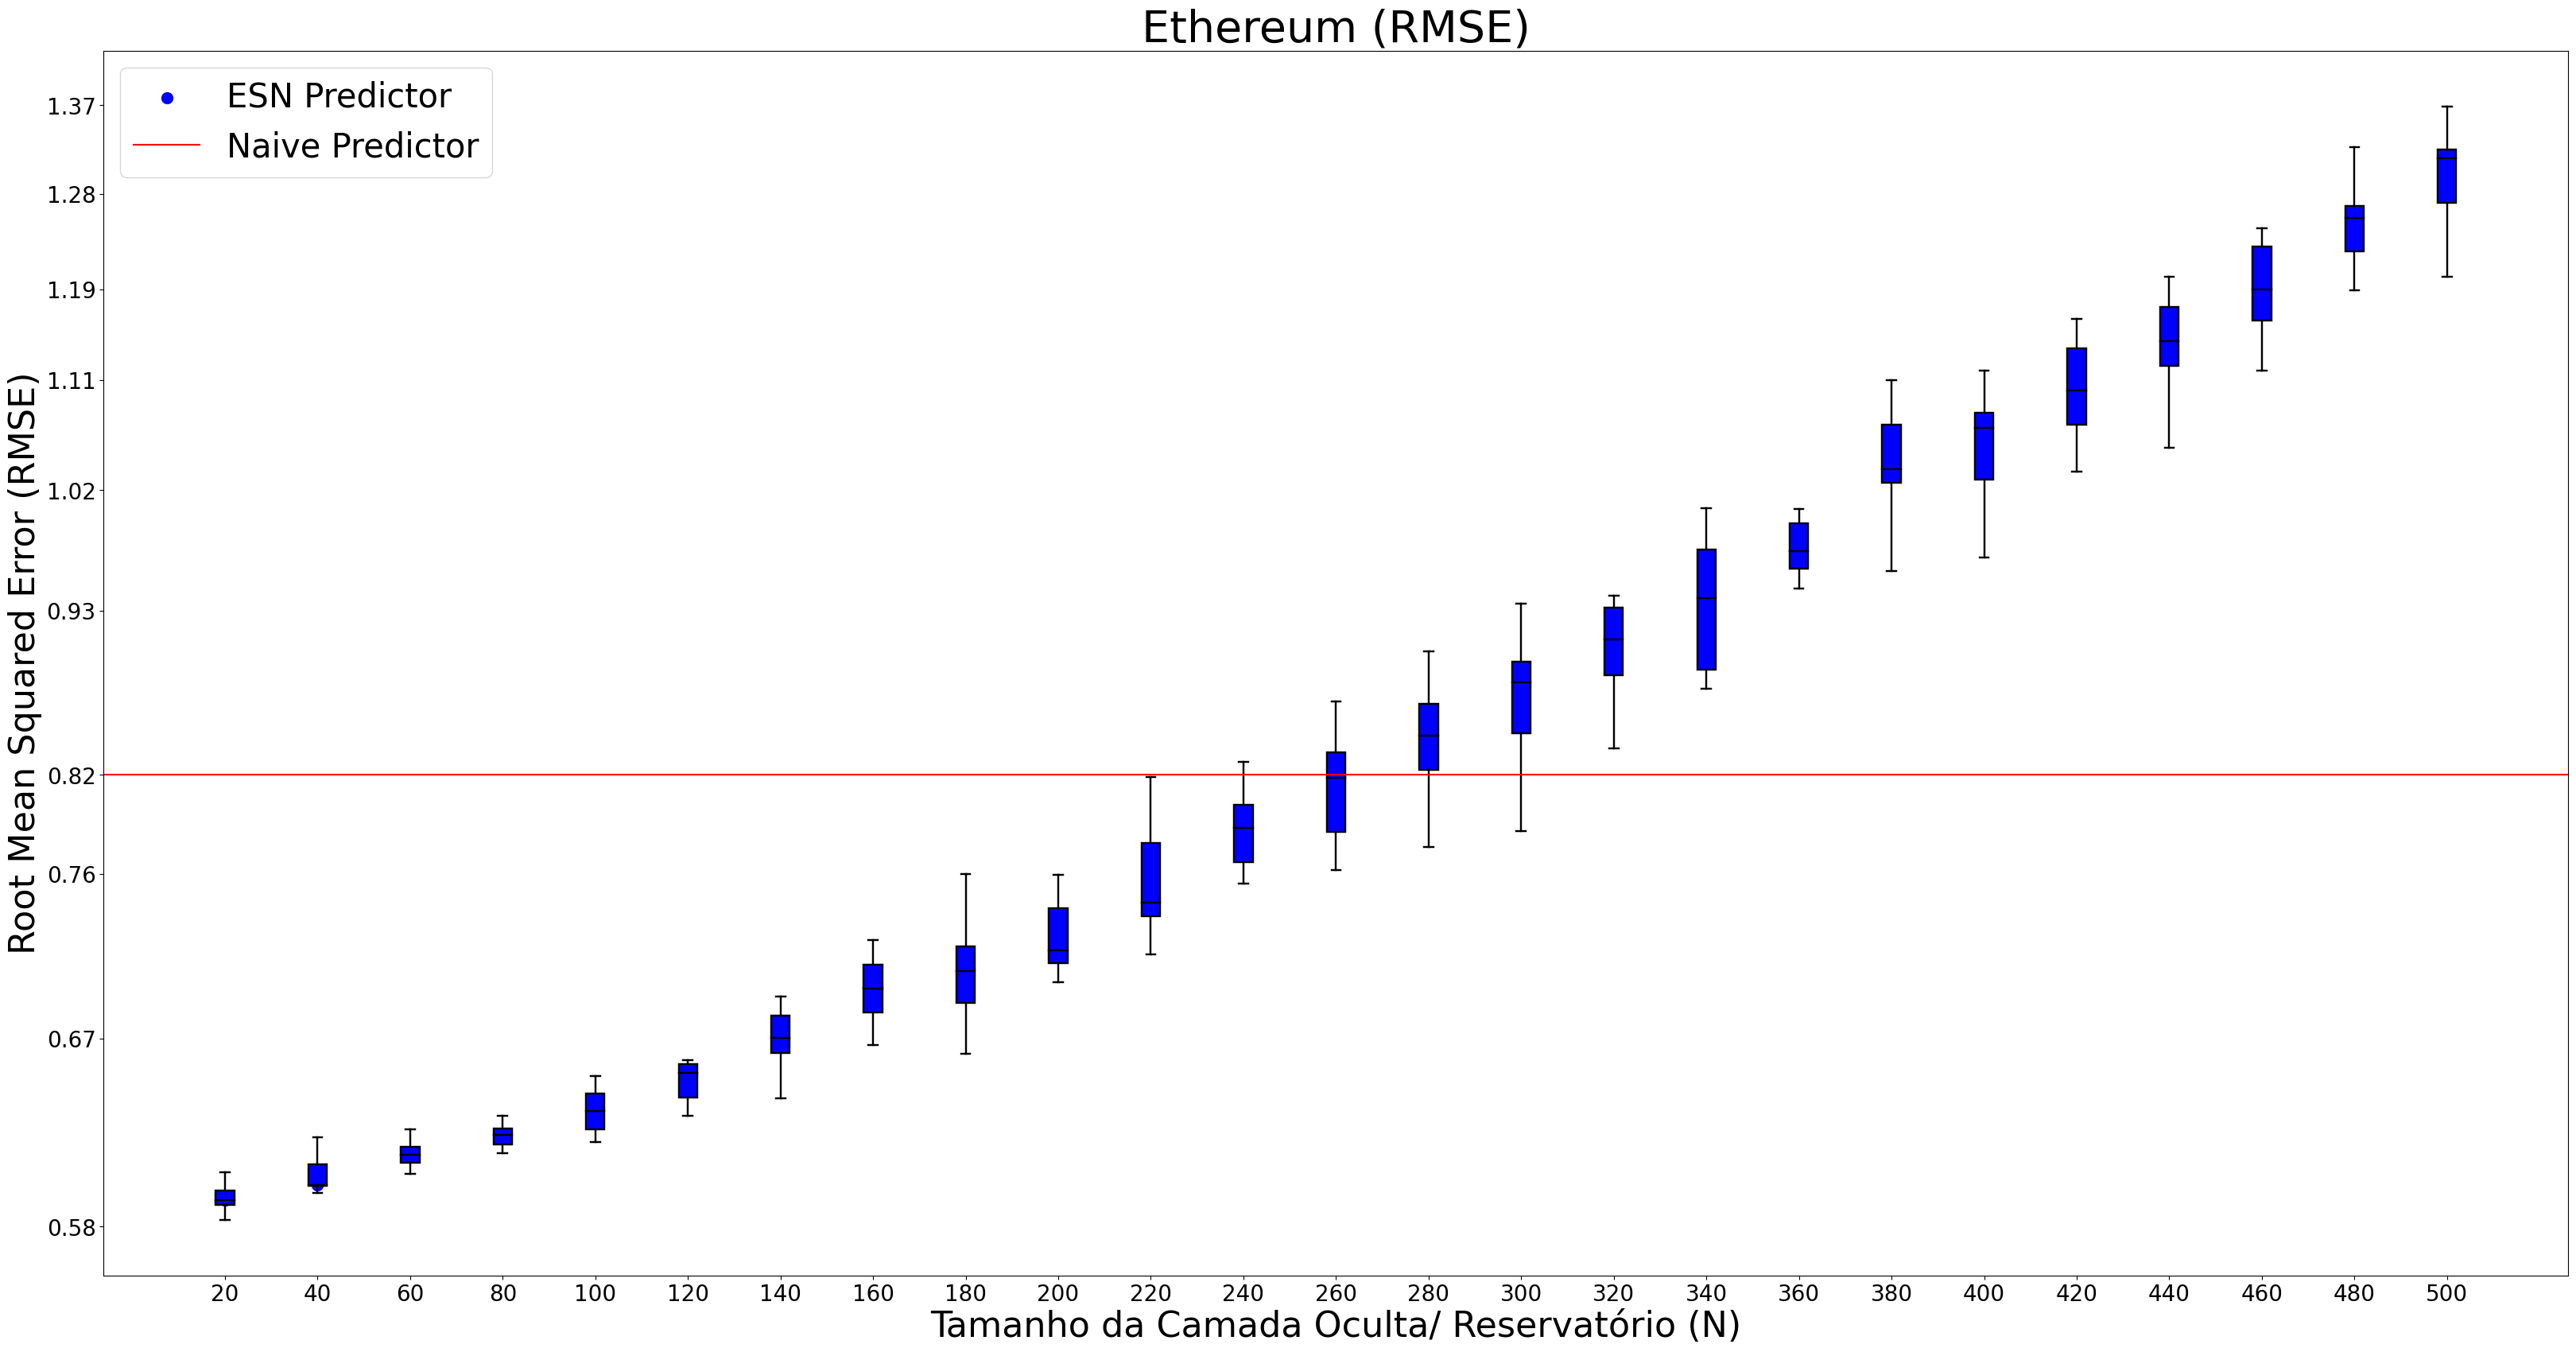 Ethereum (RMSE)
ESN Predictor
Naive Predictor
Root Mean Squared Error (RMSE)
1.37
1.28
1.19
1.11
1.02
0.93
0.82
0.76
0.67
0.58
20 40 60 80 100 120 140 160 180 200 220 240 260 280 300 320 340 360 380 400 420 440 460 480 500
Tamanho da Camada Oculta/ Reservatório (N)